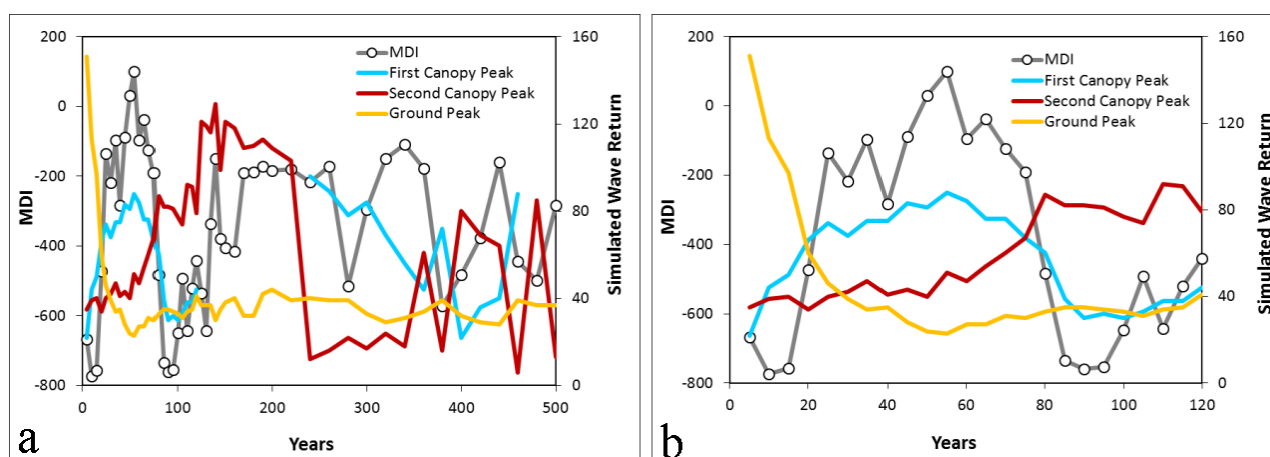 200
0
-200
-400
-600
-800
MDI
160
120
80
40
0
Simulated Wave Return
MDI
First Canopy Peak
Second Canopy Peak
Ground Peak
0 100 200 300 400 500
Years
a
200
0
-200
-400
-600
-800
MDI
160
120
80
40
0
Simulated Wave Return
MDI
First Canopy Peak
Second Canopy Peak
Ground Peak
0 20 40 60 80 100 120
Years
b